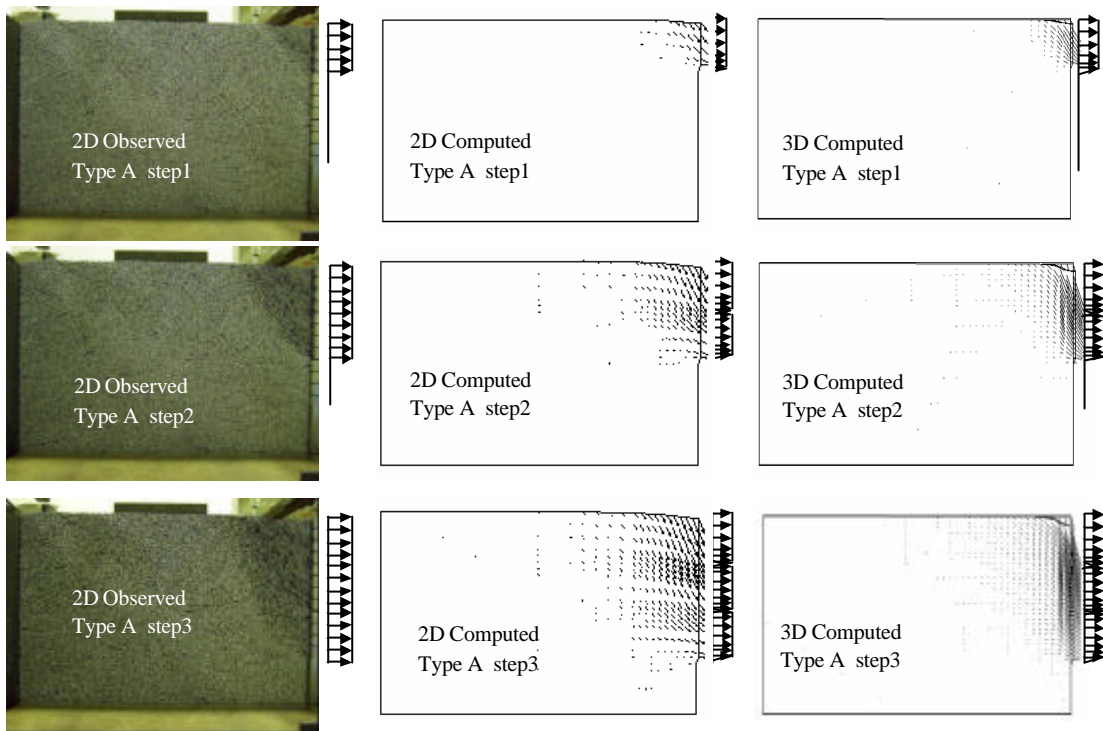 2D Observed
Type A step1
2D Computed
Type A step1
3D Computed
Type A step1
2D Observed
Type A step2
2D Computed
Type A step2
3D Computed
Type A step2
2D Observed
Type A step3
2D Computed
Type A step3
3D Computed
Type A step3